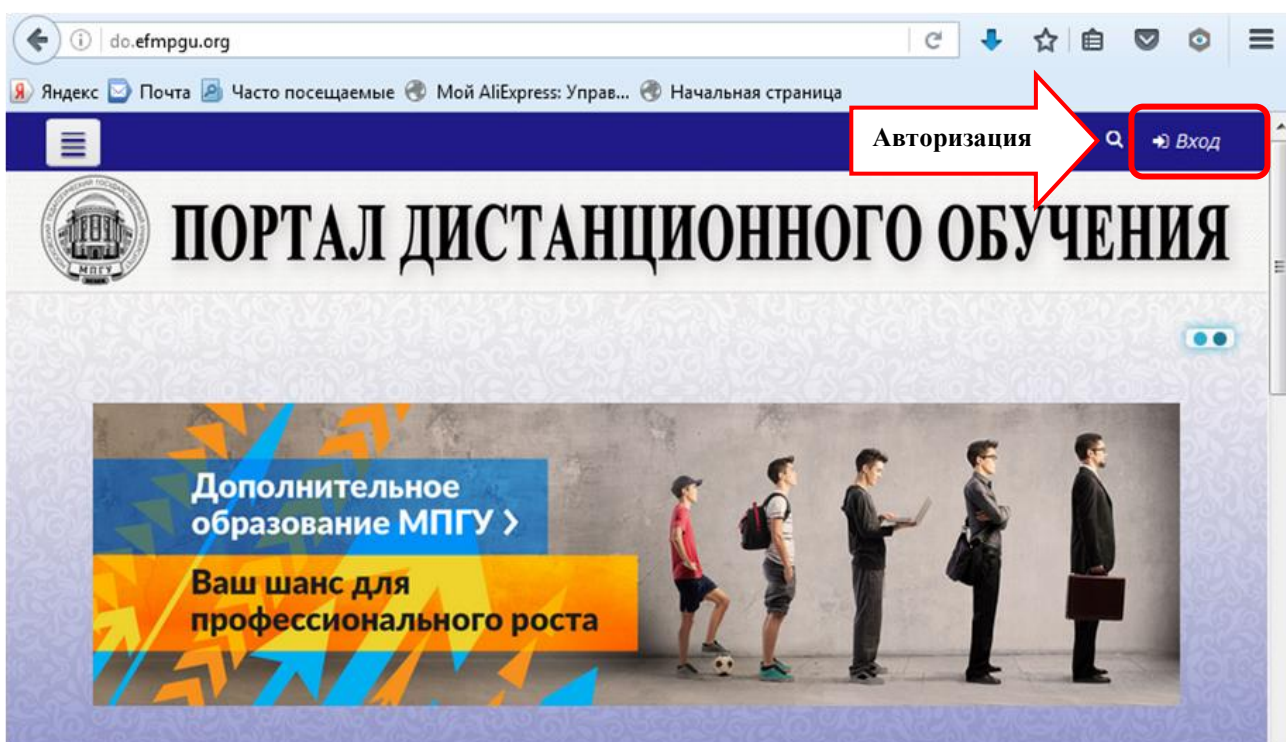 do.efmpgu.org
Яндекс Почта Часто посещаемые Мой AliExpress: Управ... Начальная страница
Авторизация
Вход
МПГУ
ПОРТАЛ ДИСТАНЦИОННОГО ОБУЧЕНИЯ
Дополнительное
образование МПГУ >
Ваш шанс для
профессионального роста